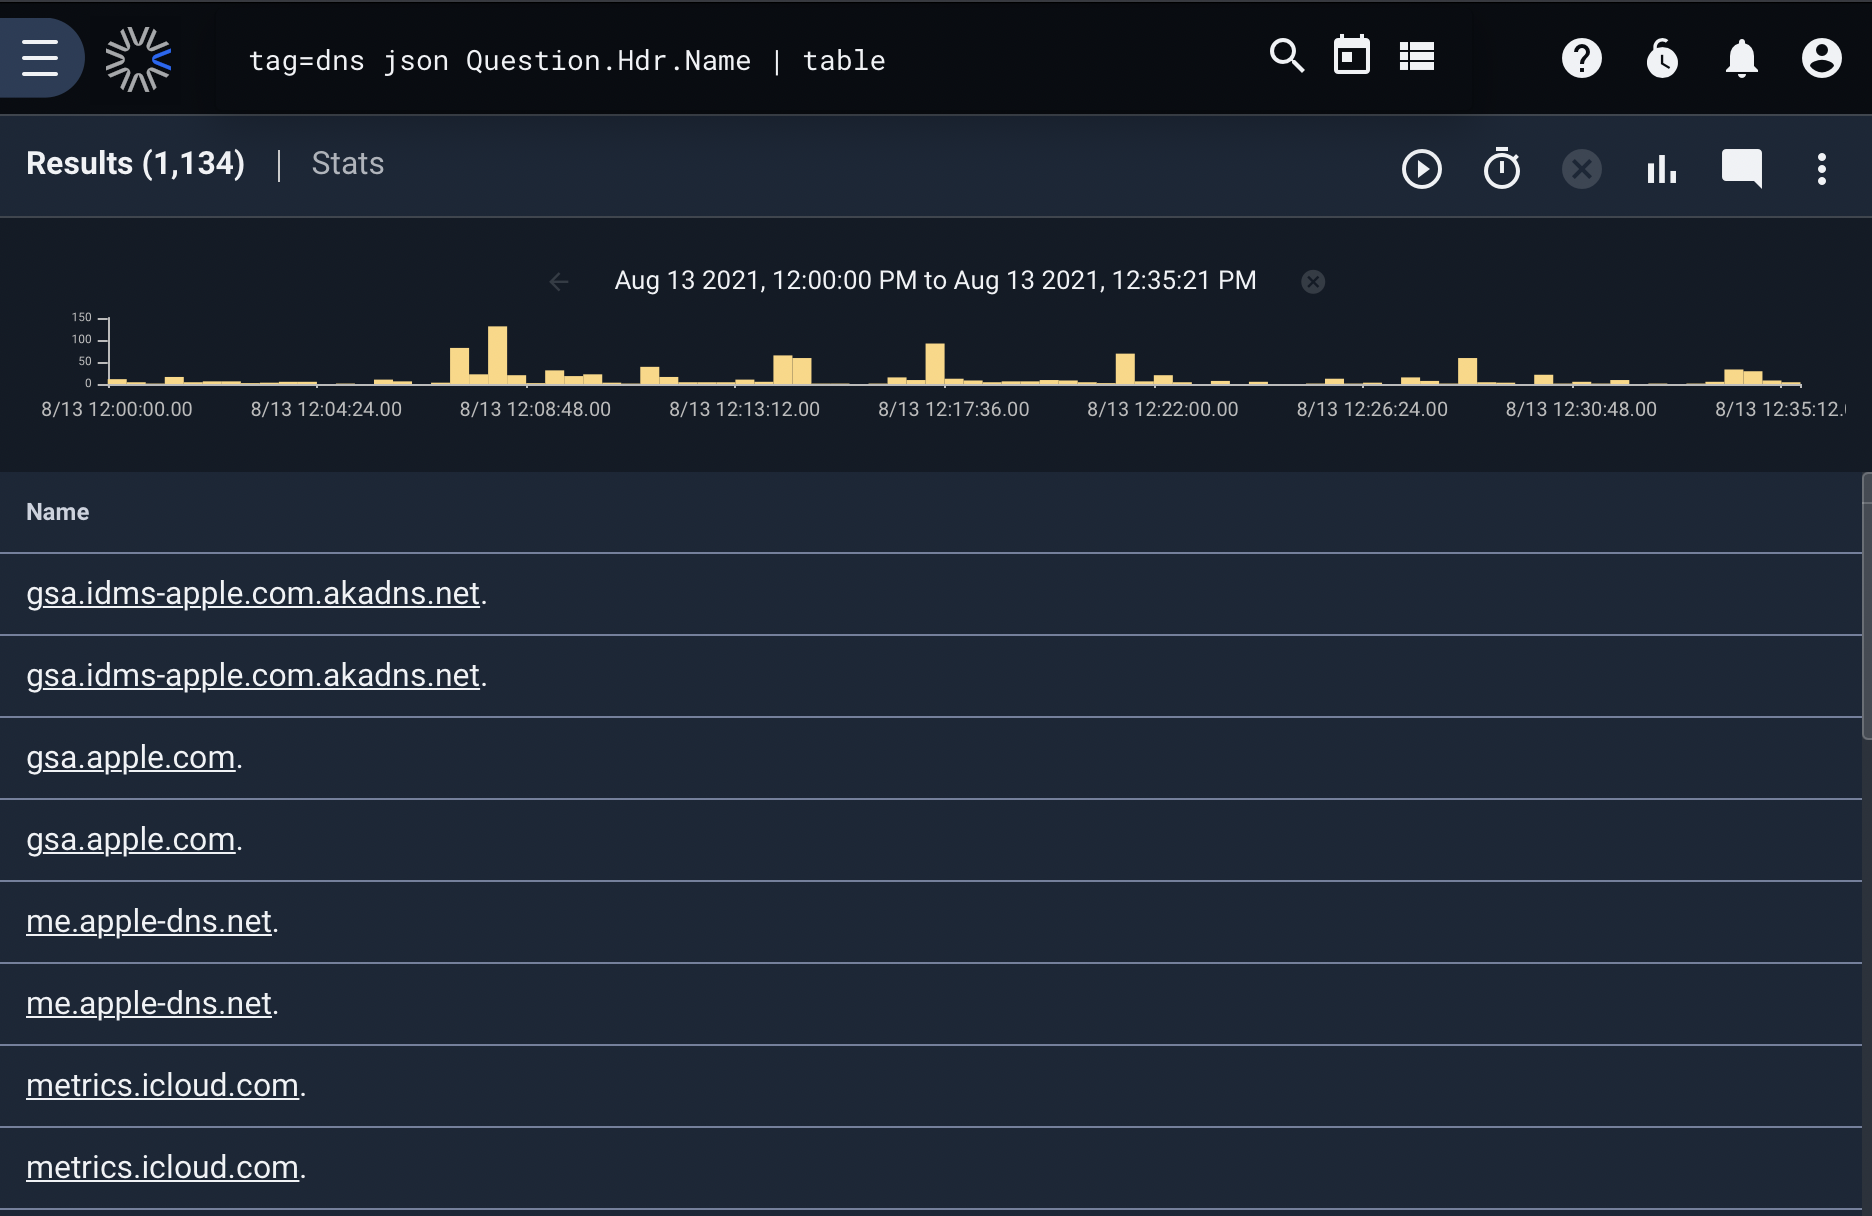 tag=dns json Question.Hdr.Name | table
Results (1,134) | Stats
Aug 13 2021, 12:00:00 PM to Aug 13 2021, 12:35:21 PM
150
100
50
0
8/13 12:00:00.00 8/13 12:04:24.00 8/13 12:08:48.00 8/13 12:13:12.00 8/13 12:17:36.00 8/13 12:22:00.00 8/13 12:26:24.00 8/13 12:30:48.00 8/13 12:35:12.
Name
gsa.idms-apple.com.akadns.net.
gsa.idms-apple.com.akadns.net.
gsa.apple.com.
gsa.apple.com.
me.apple-dns.net.
me.apple-dns.net.
metrics.icloud.com.
metrics.icloud.com.